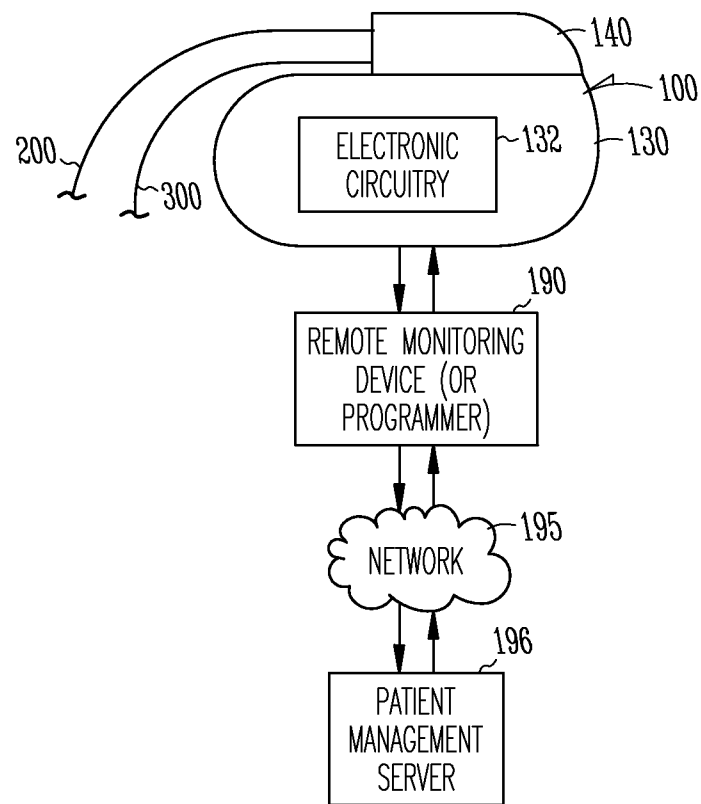 140
100
200
300
ELECTRONIC
CIRCUITRY
132
130
190
REMOTE MONITORING
DEVICE (OR
PROGRAMMER)
195
NETWORK
196
PATIENT
MANAGEMENT
SERVER